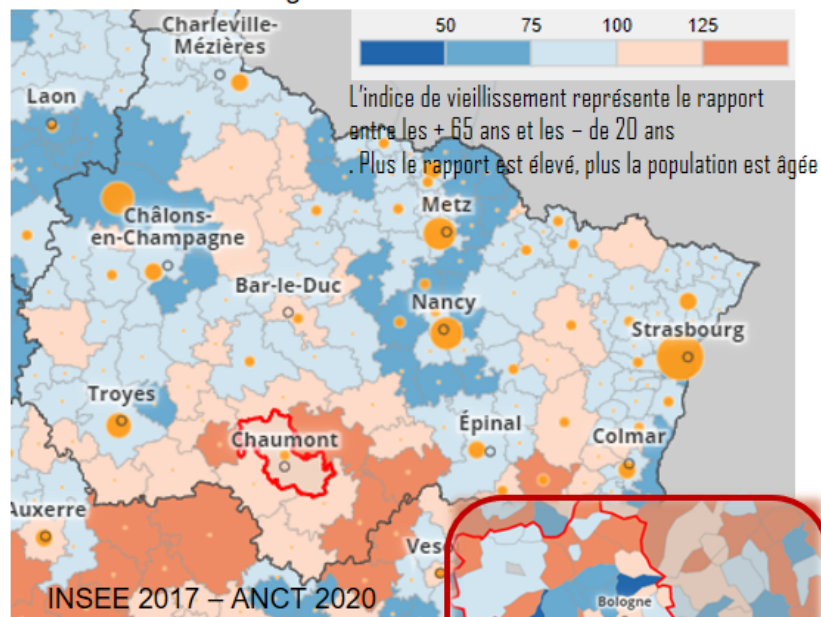 Charleville-
Mézières
50 75 100 125
Laon
L'indice de vieillissement représente le rapport
entre les + 65 ans et les – de 20 ans
. Plus le rapport est élevé, plus la population est âgée
Metz
Châlons-
en-Champagne
Bar-le-Duc
Nancy
Strasbourg
Troyes
Épinal
Chaumont
Colmar
Auxerre
Veso
Bologne
INSEE 2017 – ANCT 2020